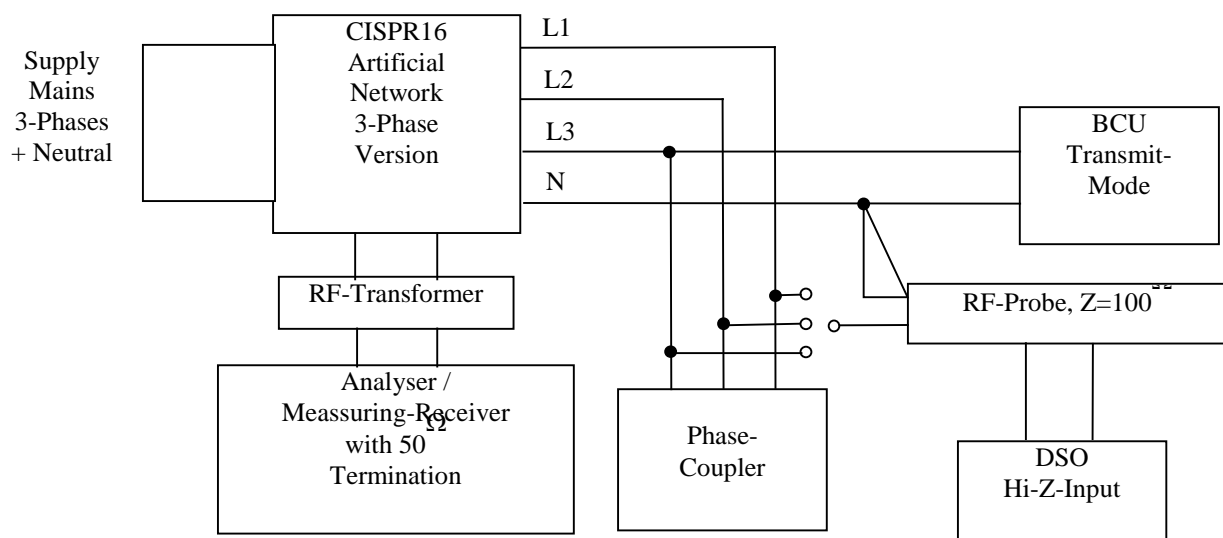 Supply
Mains
3-Phases
+ Neutral
CISPR16
Artificial
Network
3-Phase
Version
L1
L2
L3
N
BCU
Transmit-
Mode
RF-Transformer
RF-Probe, Z=100 Ω
Analyser /
Meassuring-Receiver
with 50 Ω
Termination
Phase-
Coupler
DSO
Hi-Z-Input